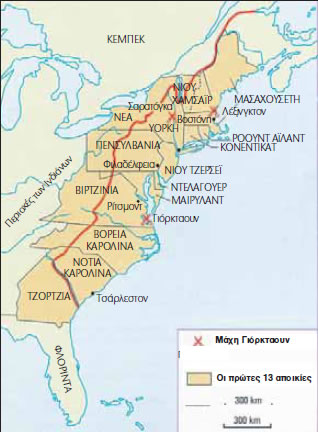 ΚΕΜΠΕΚ
ΝΙΟΥ
ΧΑΜΣΑΪΡ
ΜΑΣΑΧΟΥΣΕΤΗ
Σαρατόγκα
Λέξινγκτον
ΝΕΑ
ΥΟΡΚΗ
Βοστόνη
ΡΟΟΥΝΤ ΑΪΛΑΝΤ
ΚΟΝΕΝΤΙΚΑΤ
ΠΕΝΣΥΛΒΑΝΙΑ
Φιλαδέλφεια
ΝΙΟΥ ΤΖΕΡΣΕΪ
ΝΤΕΛΑΓΟΥΕΡ
ΜΑΙΡΥΛΑΝΤ
Περιοχές των Ινδιάνων
ΒΙΡΤΖΙΝΙΑ
Ρίτσμοντ
Γιόρκταουν
ΒΟΡΕΙΑ
ΚΑΡΟΛΙΝΑ
ΝΟΤΙΑ
ΚΑΡΟΛΙΝΑ
ΤΖΟΡΤΖΙΑ
Τσάρλεστον
ΦΛΟΡΙΝΤΑ
Μάχη Γιόρκταουν
Οι πρώτες 13 αποικίες
300 km
300 km